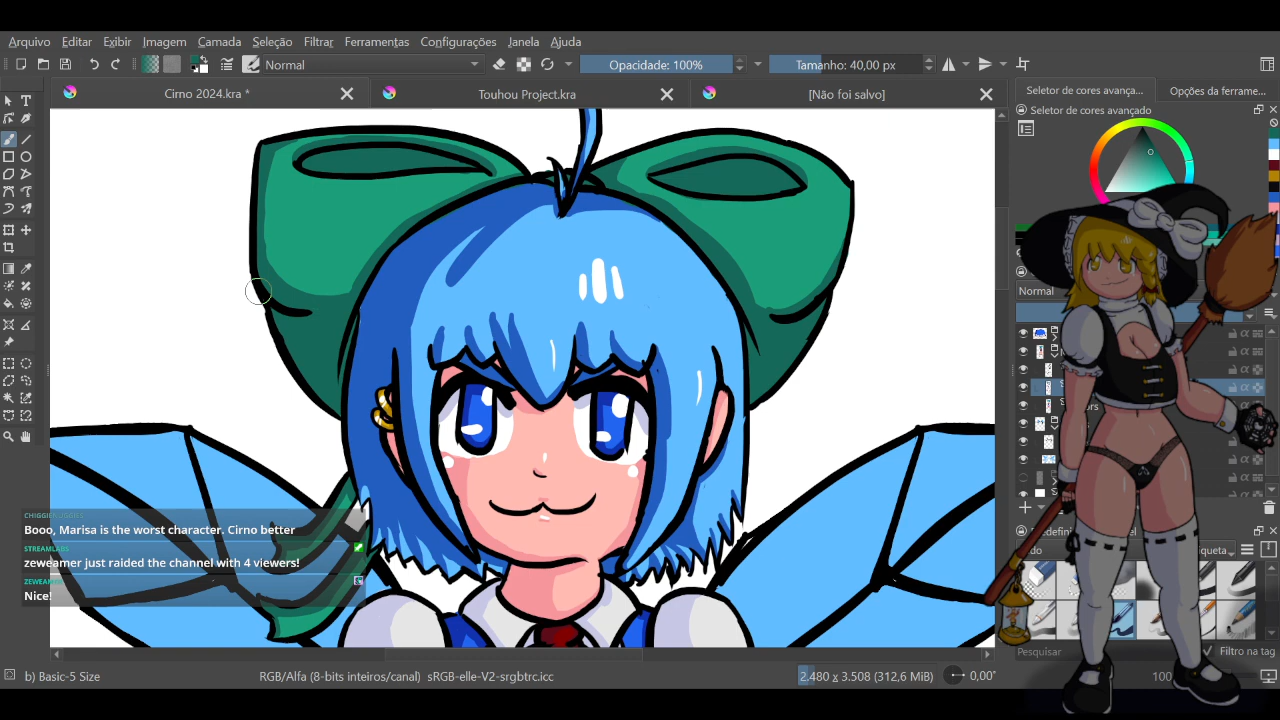 Arquivo Editar Exibir Imagem Camada Seleção Filtrar Ferramentas Configurações Janela Ajuda
Normal Opacidade: 100% Tamanho: 40,00 px
Cirno 2024.kra * Touhou Project.kra [Não foi salvo]
Seletor de cores avança... Opções da ferrame...
Seletor de cores avançado
Normal
STREAMLABS
Booo, Marisa is the worst character. Cirno better
zeweamer just raided the channel with 4 viewers!
Nice!
Pesquisar Filtro na tag
b) Basic-5 Size RGB/Alfa (8-bits inteiros/canal) sRGB-elle-V2-srgbtrc.icc 2.480 x 3.508 (312,6 MiB) 0,00° 100